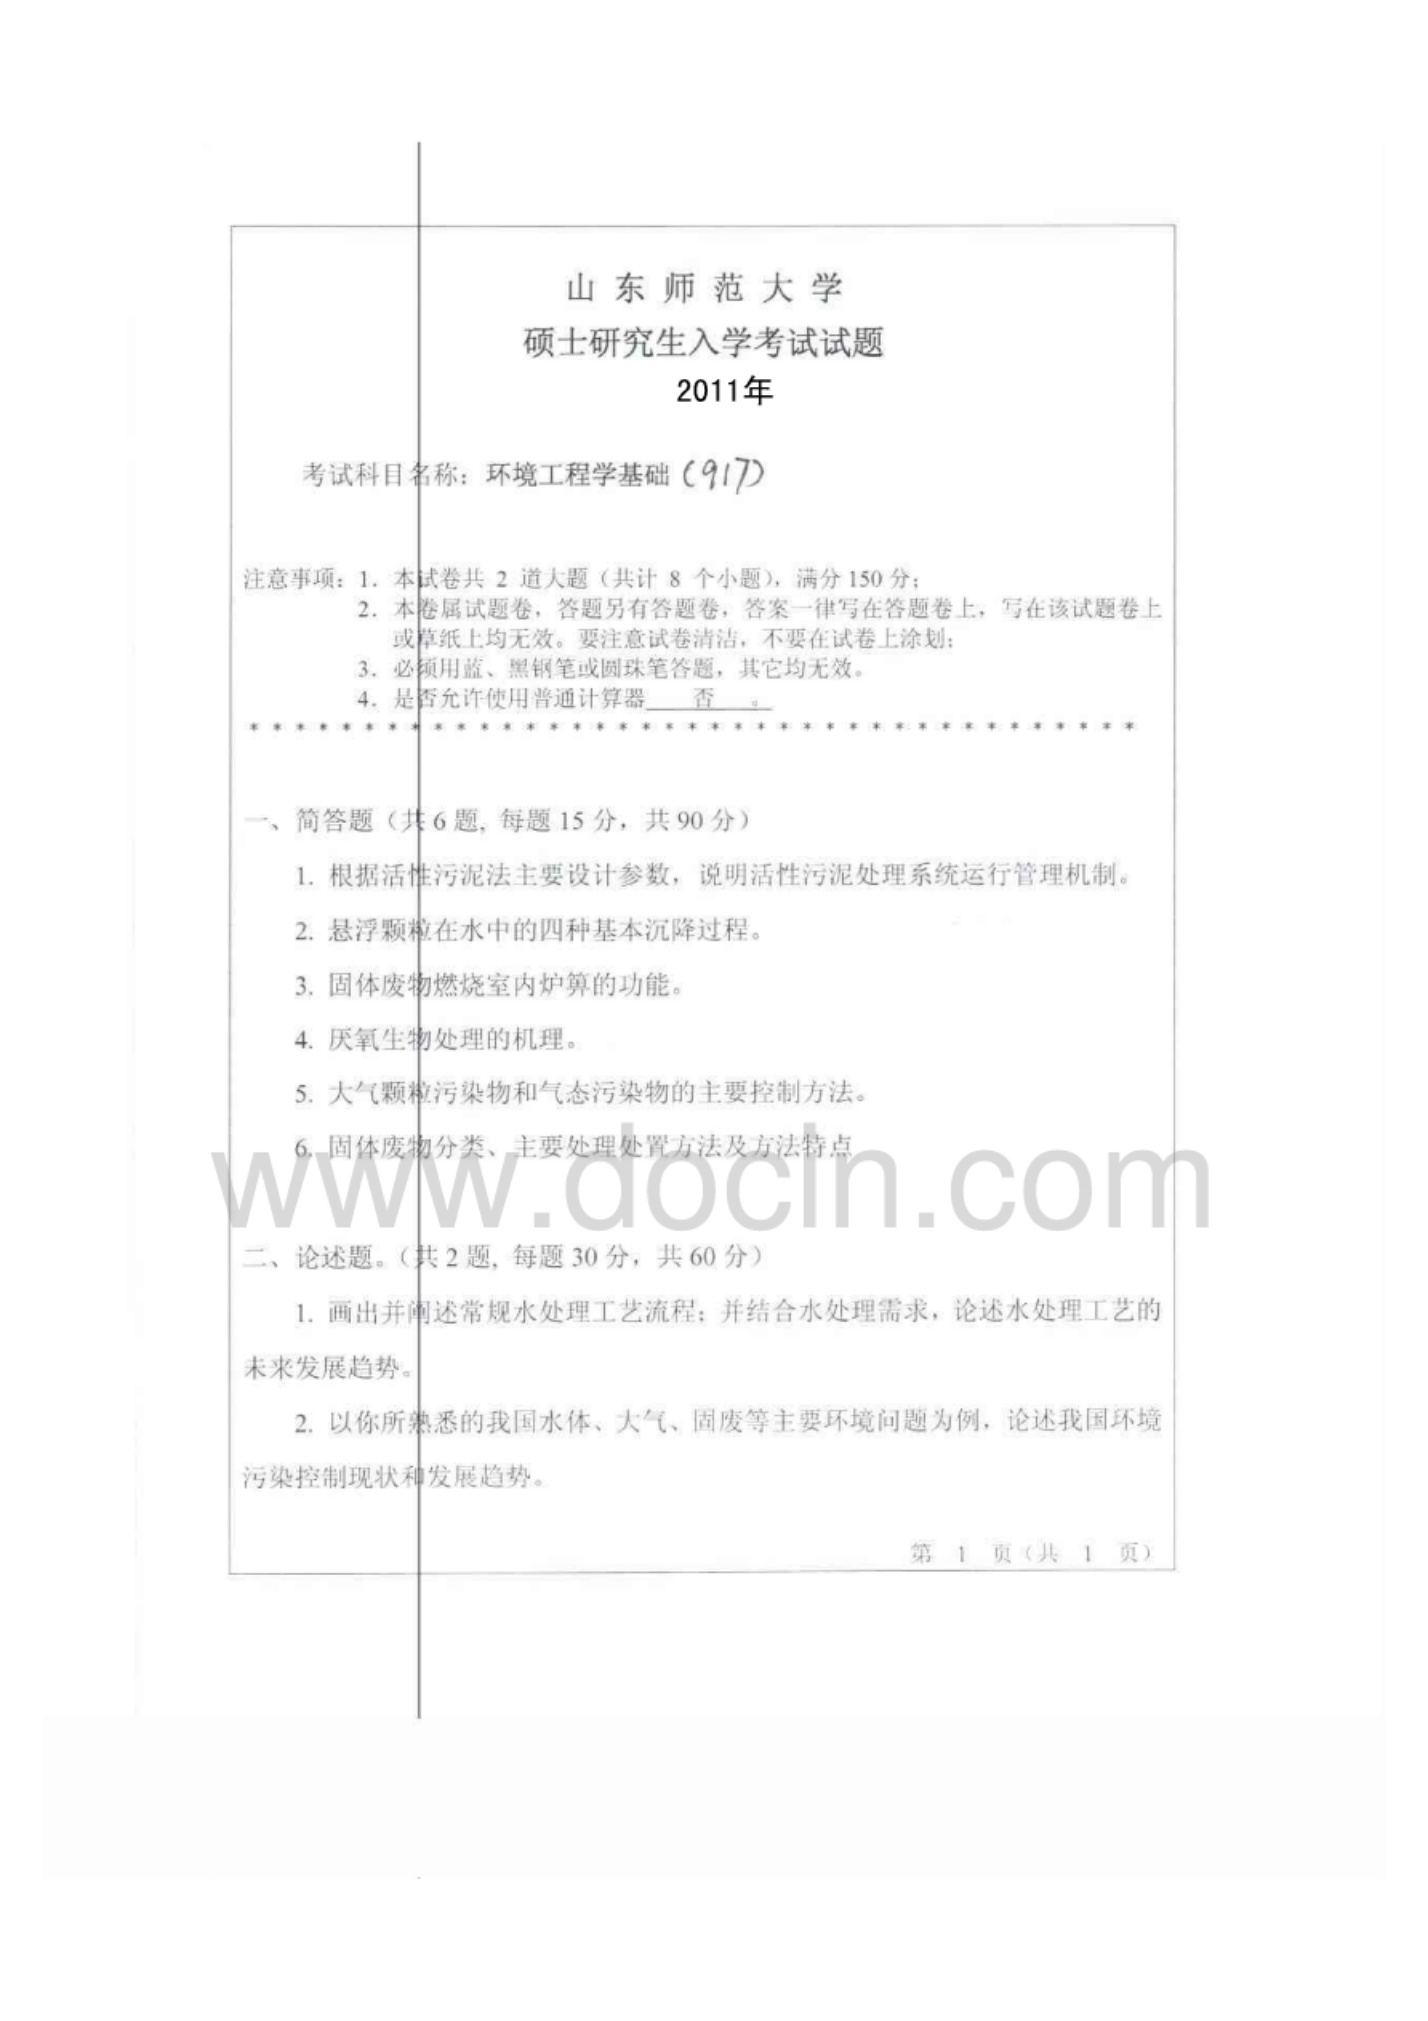 山东师范大学
硕士研究生入学考试试题
2011年
考试科目名称：环境工程学基础(917)
注意事项：1．本试卷共 2 道大题（共计 8 个小题），满分150分；
2．本卷属试题卷，答题另有答题卷，答案一律写在答题卷上，写在该试题卷上
或草纸上均无效。要注意试卷清洁，不要在试卷上涂划；
3．必须用蓝、黑钢笔或圆珠笔答题，其它均无效。
4．是否允许使用普通计算器 否 。
* * * * * * * * * * * * * * * * * * * * * * * * * * * * * * * * * * * * * * *
一、简答题（共6题, 每题15分，共90分）
1. 根据活性污泥法主要设计参数，说明活性污泥处理系统运行管理机制。
2. 悬浮颗粒在水中的四种基本沉降过程。
3. 固体废物燃烧室内炉箅的功能。
4. 厌氧生物处理的机理。
5. 大气颗粒污染物和气态污染物的主要控制方法。
6. 固体废物分类、主要处理处置方法及方法特点
www.docin.com
二、论述题。（共2题, 每题30分，共60分）
1. 画出并阐述常规水处理工艺流程；并结合水处理需求，论述水处理工艺的
未来发展趋势。
2. 以你所熟悉的我国水体、大气、固废等主要环境问题为例，论述我国环境
污染控制现状和发展趋势。
第 1 页（共 1 页）